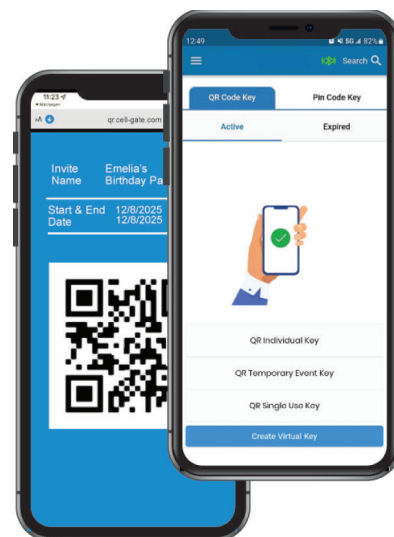 11:23
◂ Messages
AA
qr.cell-gate.com
Invite Name
Emelia's Birthday Pa
Start & End Date
12/8/2025
12/8/2025
12:49
5G 82%
Search
QR Code Key
Pin Code Key
Active
Expired
QR Individual Key
QR Temporary Event Key
QR Single Use Key
Create Virtual Key